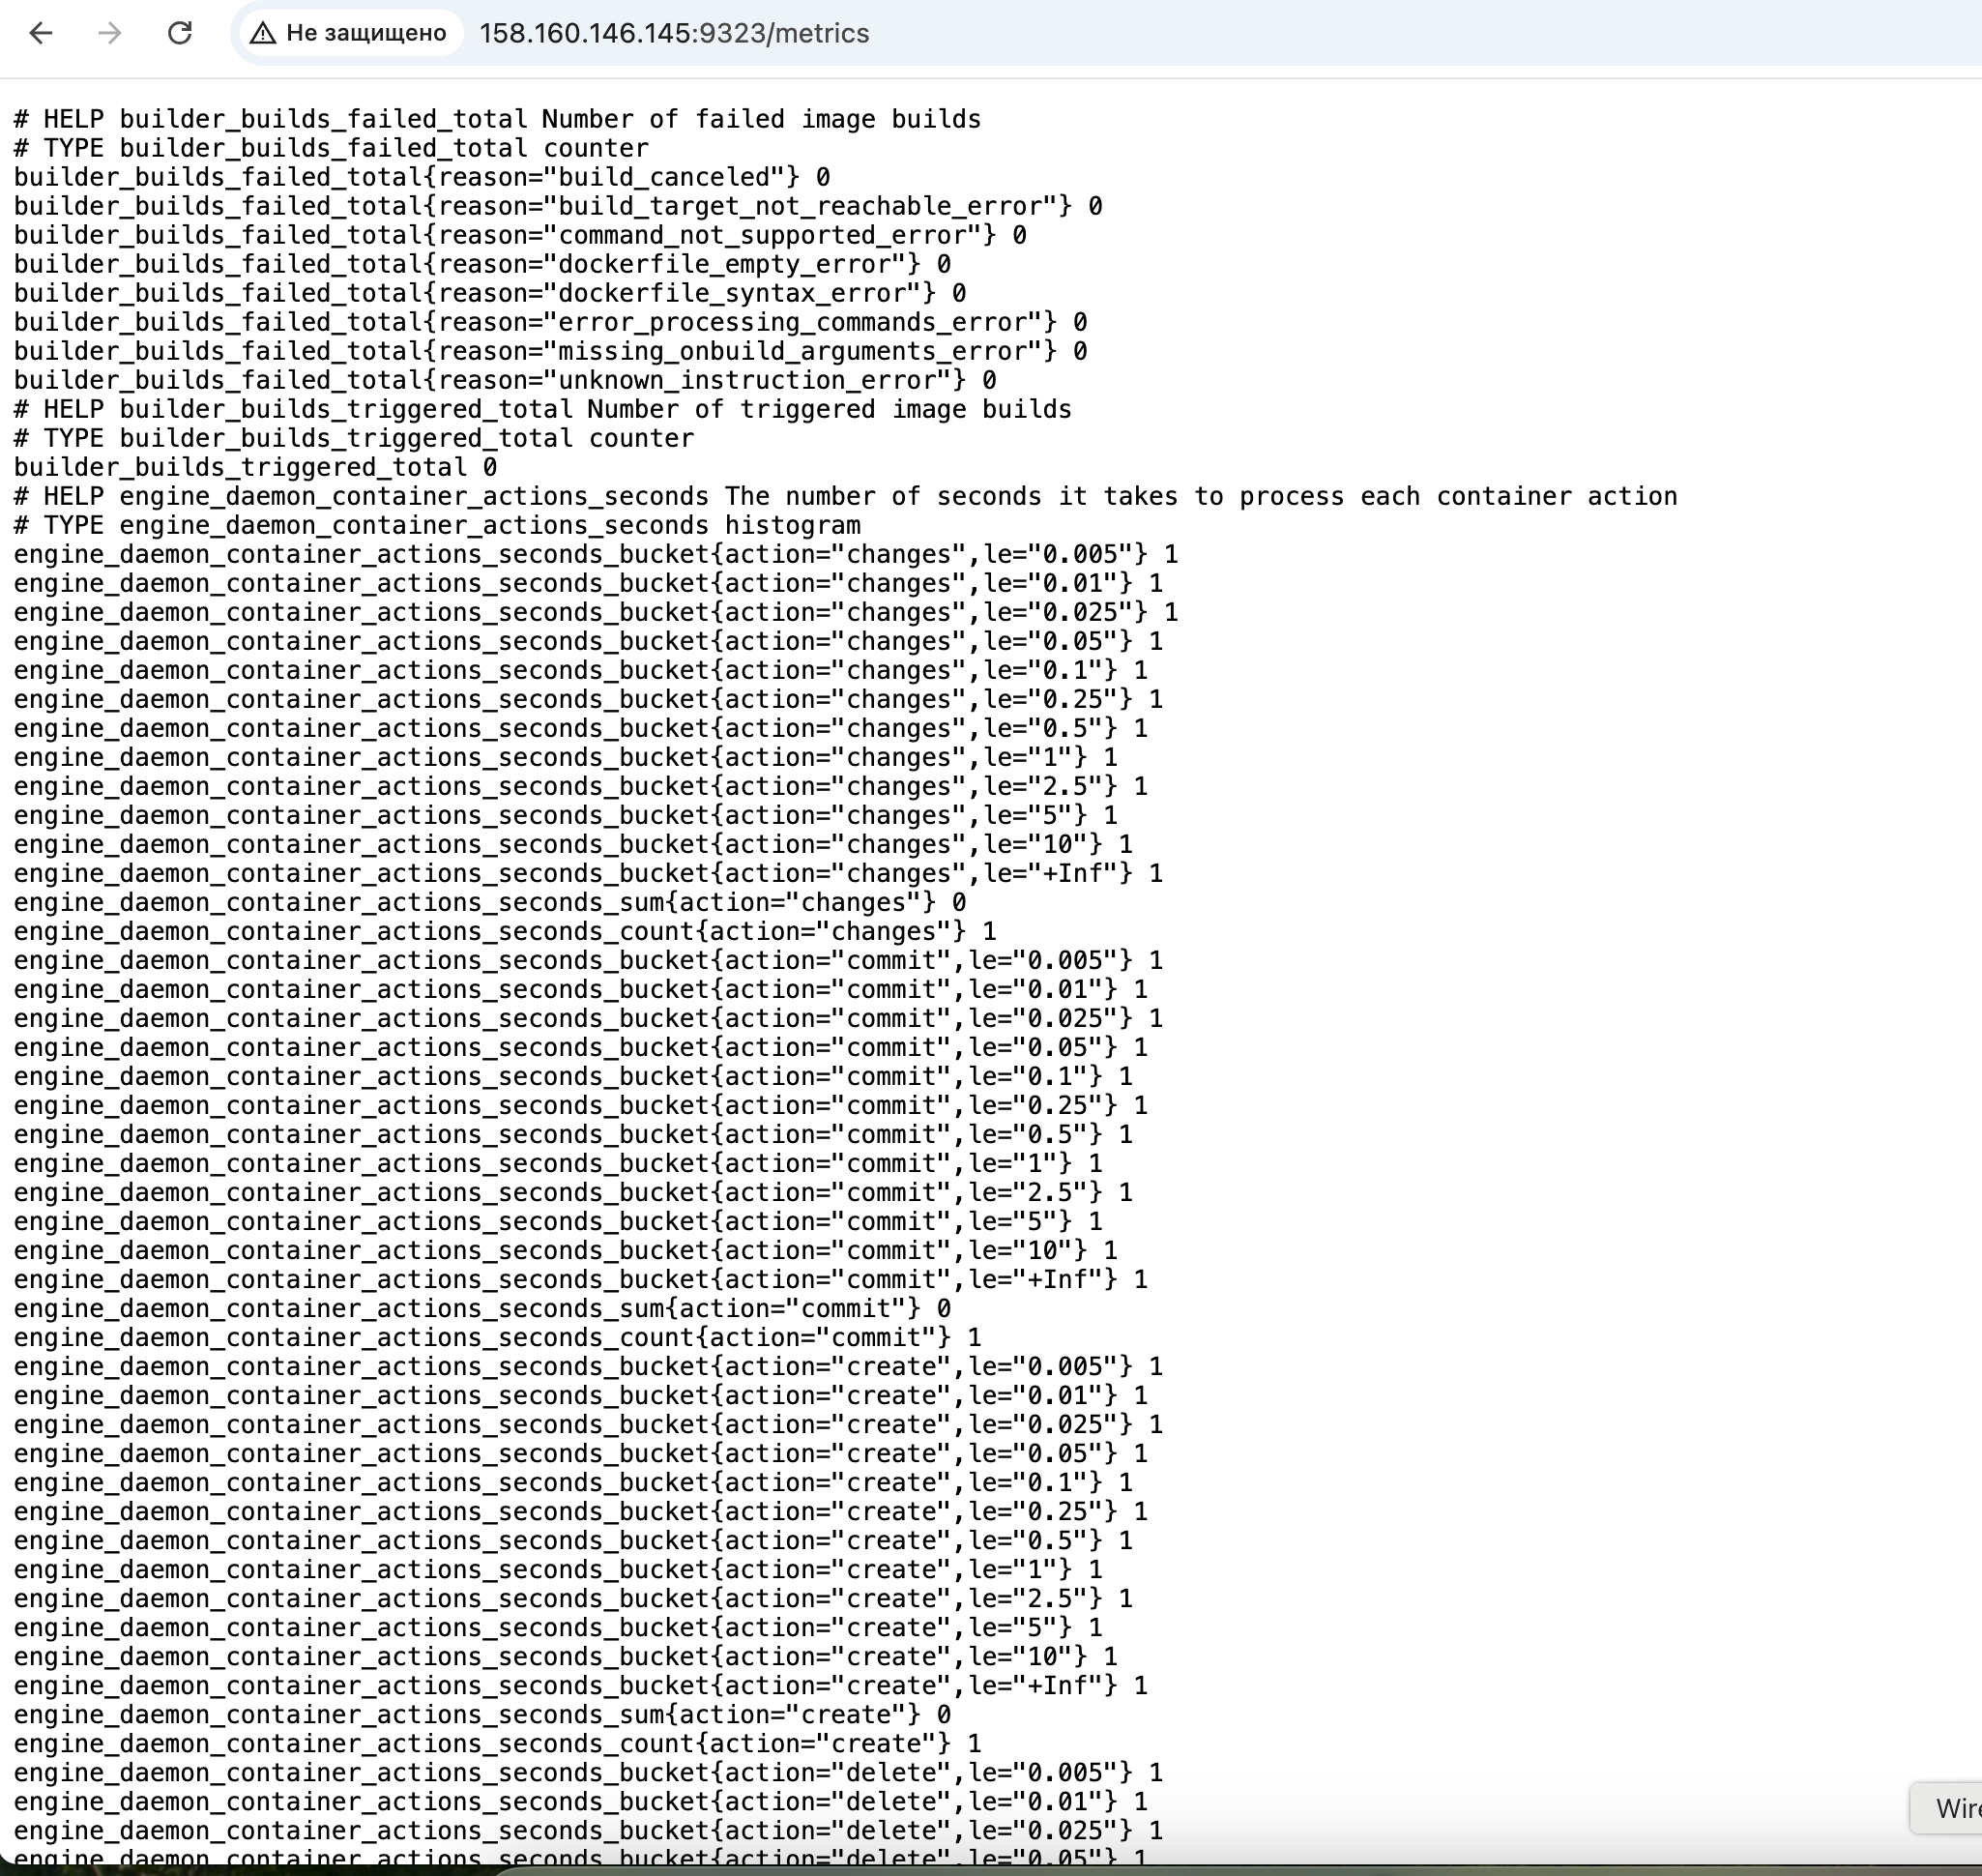 Не защищено 158.160.146.145:9323/metrics
# HELP builder_builds_failed_total Number of failed image builds
# TYPE builder_builds_failed_total counter
builder_builds_failed_total{reason="build_canceled"} 0
builder_builds_failed_total{reason="build_target_not_reachable_error"} 0
builder_builds_failed_total{reason="command_not_supported_error"} 0
builder_builds_failed_total{reason="dockerfile_empty_error"} 0
builder_builds_failed_total{reason="dockerfile_syntax_error"} 0
builder_builds_failed_total{reason="error_processing_commands_error"} 0
builder_builds_failed_total{reason="missing_onbuild_arguments_error"} 0
builder_builds_failed_total{reason="unknown_instruction_error"} 0
# HELP builder_builds_triggered_total Number of triggered image builds
# TYPE builder_builds_triggered_total counter
builder_builds_triggered_total 0
# HELP engine_daemon_container_actions_seconds The number of seconds it takes to process each container action
# TYPE engine_daemon_container_actions_seconds histogram
engine_daemon_container_actions_seconds_bucket{action="changes",le="0.005"} 1
engine_daemon_container_actions_seconds_bucket{action="changes",le="0.01"} 1
engine_daemon_container_actions_seconds_bucket{action="changes",le="0.025"} 1
engine_daemon_container_actions_seconds_bucket{action="changes",le="0.05"} 1
engine_daemon_container_actions_seconds_bucket{action="changes",le="0.1"} 1
engine_daemon_container_actions_seconds_bucket{action="changes",le="0.25"} 1
engine_daemon_container_actions_seconds_bucket{action="changes",le="0.5"} 1
engine_daemon_container_actions_seconds_bucket{action="changes",le="1"} 1
engine_daemon_container_actions_seconds_bucket{action="changes",le="2.5"} 1
engine_daemon_container_actions_seconds_bucket{action="changes",le="5"} 1
engine_daemon_container_actions_seconds_bucket{action="changes",le="10"} 1
engine_daemon_container_actions_seconds_bucket{action="changes",le="+Inf"} 1
engine_daemon_container_actions_seconds_sum{action="changes"} 0
engine_daemon_container_actions_seconds_count{action="changes"} 1
engine_daemon_container_actions_seconds_bucket{action="commit",le="0.005"} 1
engine_daemon_container_actions_seconds_bucket{action="commit",le="0.01"} 1
engine_daemon_container_actions_seconds_bucket{action="commit",le="0.025"} 1
engine_daemon_container_actions_seconds_bucket{action="commit",le="0.05"} 1
engine_daemon_container_actions_seconds_bucket{action="commit",le="0.1"} 1
engine_daemon_container_actions_seconds_bucket{action="commit",le="0.25"} 1
engine_daemon_container_actions_seconds_bucket{action="commit",le="0.5"} 1
engine_daemon_container_actions_seconds_bucket{action="commit",le="1"} 1
engine_daemon_container_actions_seconds_bucket{action="commit",le="2.5"} 1
engine_daemon_container_actions_seconds_bucket{action="commit",le="5"} 1
engine_daemon_container_actions_seconds_bucket{action="commit",le="10"} 1
engine_daemon_container_actions_seconds_bucket{action="commit",le="+Inf"} 1
engine_daemon_container_actions_seconds_sum{action="commit"} 0
engine_daemon_container_actions_seconds_count{action="commit"} 1
engine_daemon_container_actions_seconds_bucket{action="create",le="0.005"} 1
engine_daemon_container_actions_seconds_bucket{action="create",le="0.01"} 1
engine_daemon_container_actions_seconds_bucket{action="create",le="0.025"} 1
engine_daemon_container_actions_seconds_bucket{action="create",le="0.05"} 1
engine_daemon_container_actions_seconds_bucket{action="create",le="0.1"} 1
engine_daemon_container_actions_seconds_bucket{action="create",le="0.25"} 1
engine_daemon_container_actions_seconds_bucket{action="create",le="0.5"} 1
engine_daemon_container_actions_seconds_bucket{action="create",le="1"} 1
engine_daemon_container_actions_seconds_bucket{action="create",le="2.5"} 1
engine_daemon_container_actions_seconds_bucket{action="create",le="5"} 1
engine_daemon_container_actions_seconds_bucket{action="create",le="10"} 1
engine_daemon_container_actions_seconds_bucket{action="create",le="+Inf"} 1
engine_daemon_container_actions_seconds_sum{action="create"} 0
engine_daemon_container_actions_seconds_count{action="create"} 1
engine_daemon_container_actions_seconds_bucket{action="delete",le="0.005"} 1
engine_daemon_container_actions_seconds_bucket{action="delete",le="0.01"} 1
Wire
engine_daemon_container_actions_seconds_bucket{action="delete",le="0.025"} 1
engine_daemon_container_actions_seconds_bucket{action="delete",le="0.05"} 1